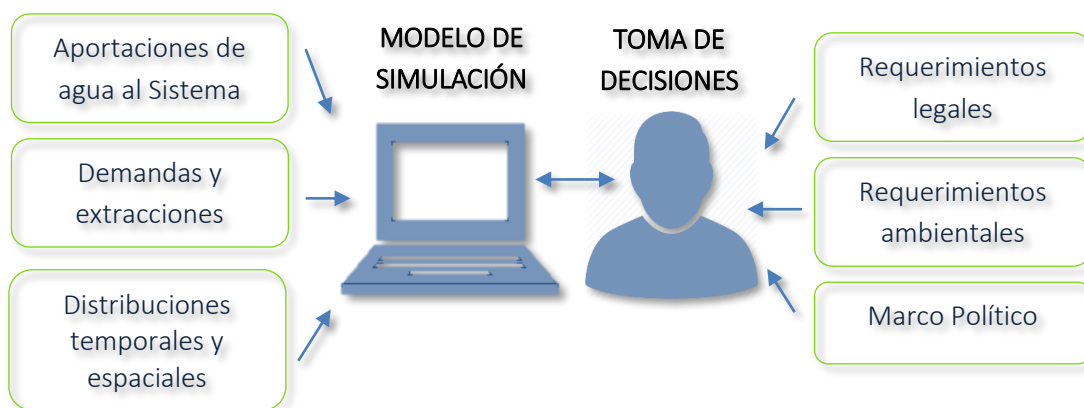 Aportaciones de
agua al Sistema
Demandas y
extracciones
Distribuciones
temporales y
espaciales
MODELO DE
SIMULACIÓN
TOMA DE
DECISIONES
Requerimientos
legales
Requerimientos
ambientales
Marco Político